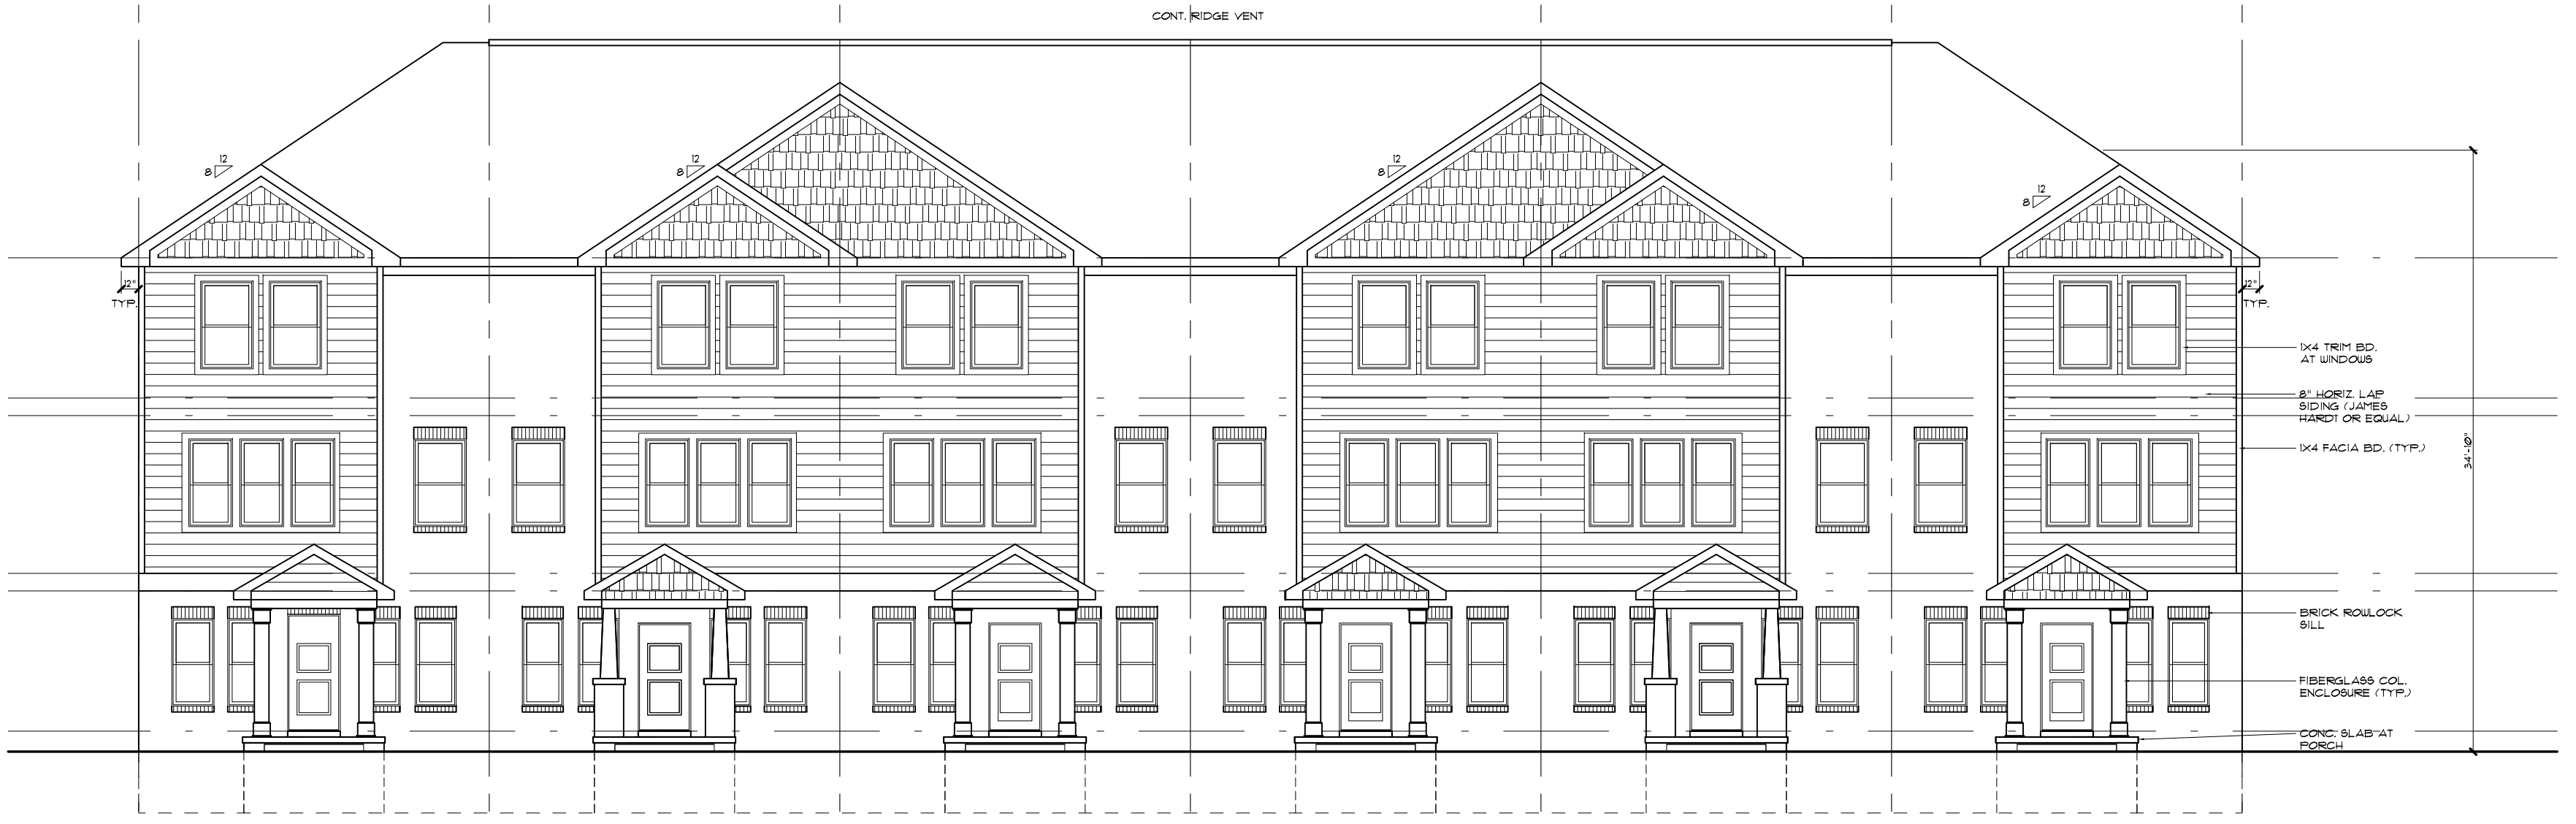 CONT. RIDGE VENT
12
8
12
8
12
8
12
8
12"
TYP.
12"
TYP.
1X4 TRIM BD.
AT WINDOWS
8" HORIZ. LAP
SIDING (JAMES
HARDI OR EQUAL)
1X4 FACIA BD. (TYP.)
34'-10"
BRICK ROWLOCK
SILL
FIBERGLASS COL.
ENCLOSURE (TYP.)
CONC. SLAB AT
PORCH